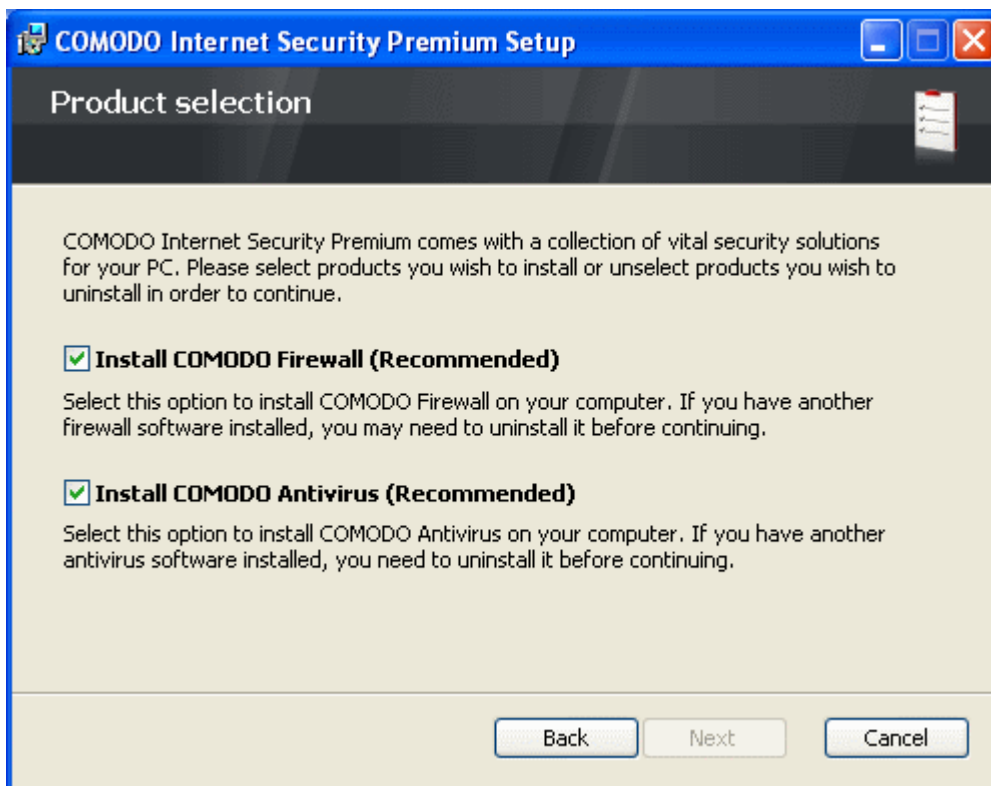 COMODO Internet Security Premium Setup
Product selection
COMODO Internet Security Premium comes with a collection of vital security solutions
for your PC. Please select products you wish to install or unselect products you wish to
uninstall in order to continue.
Install COMODO Firewall (Recommended)
Select this option to install COMODO Firewall on your computer. If you have another
firewall software installed, you may need to uninstall it before continuing.
Install COMODO Antivirus (Recommended)
Select this option to install COMODO Antivirus on your computer. If you have another
antivirus software installed, you need to uninstall it before continuing.
Back Next Cancel